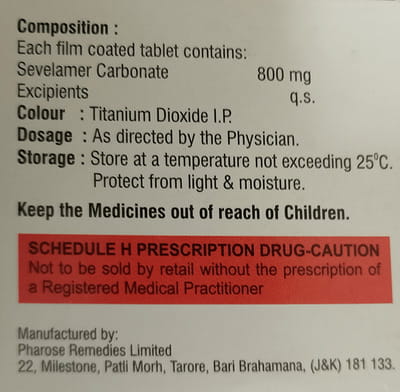 Composition :
Each film coated tablet contains:
Sevelamer Carbonate 800 mg
Excipients q.s.
Colour : Titanium Dioxide I.P.
Dosage : As directed by the Physician.
Storage : Store at a temperature not exceeding 25⁰C.
Protect from light & moisture.
Keep the Medicines out of reach of Children.
SCHEDULE H PRESCRIPTION DRUG-CAUTION
Not to be sold by retail without the prescription of
a Registered Medical Practitioner
Manufactured by:
Pharose Remedies Limited
22, Milestone, Patli Morh, Tarore, Bari Brahamana, (J&K) 181 133.